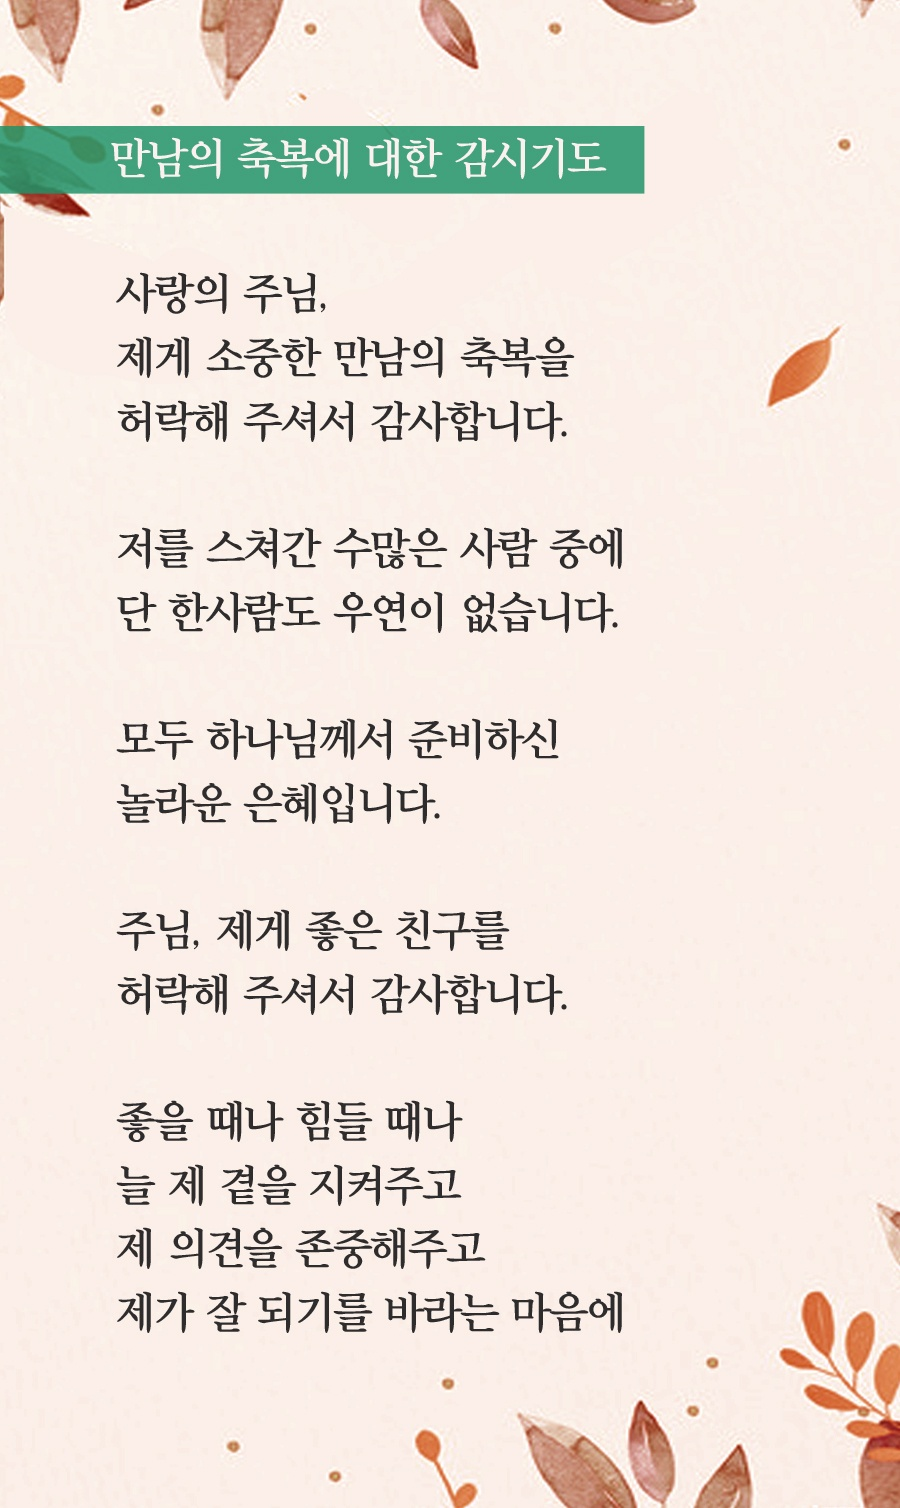 만남의 축복에 대한 감시기도
사랑의 주님,
제게 소중한 만남의 축복을
허락해 주셔서 감사합니다.
저를 스쳐간 수많은 사람 중에
단 한사람도 우연이 없습니다.
모두 하나님께서 준비하신
놀라운 은혜입니다.
주님, 제게 좋은 친구를
허락해 주셔서 감사합니다.
좋을 때나 힘들 때나
늘 제 곁을 지켜주고
제 의견을 존중해주고
제가 잘 되기를 바라는 마음에